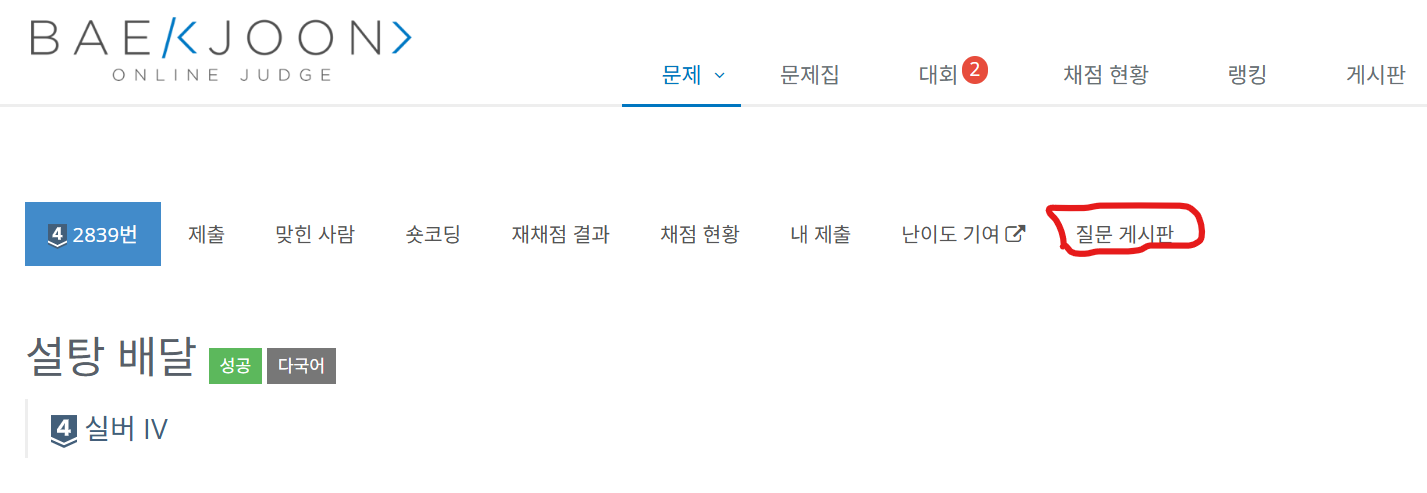 BAEKJOON
ONLINE JUDGE
문제 문제집 대회 2 채점 현황 랭킹 게시판
4 2839번 제출 맞힌 사람 숏코딩 재채점 결과 채점 현황 내 제출 난이도 기여 질문 게시판
설탕 배달 성공 다국어
4 실버 IV